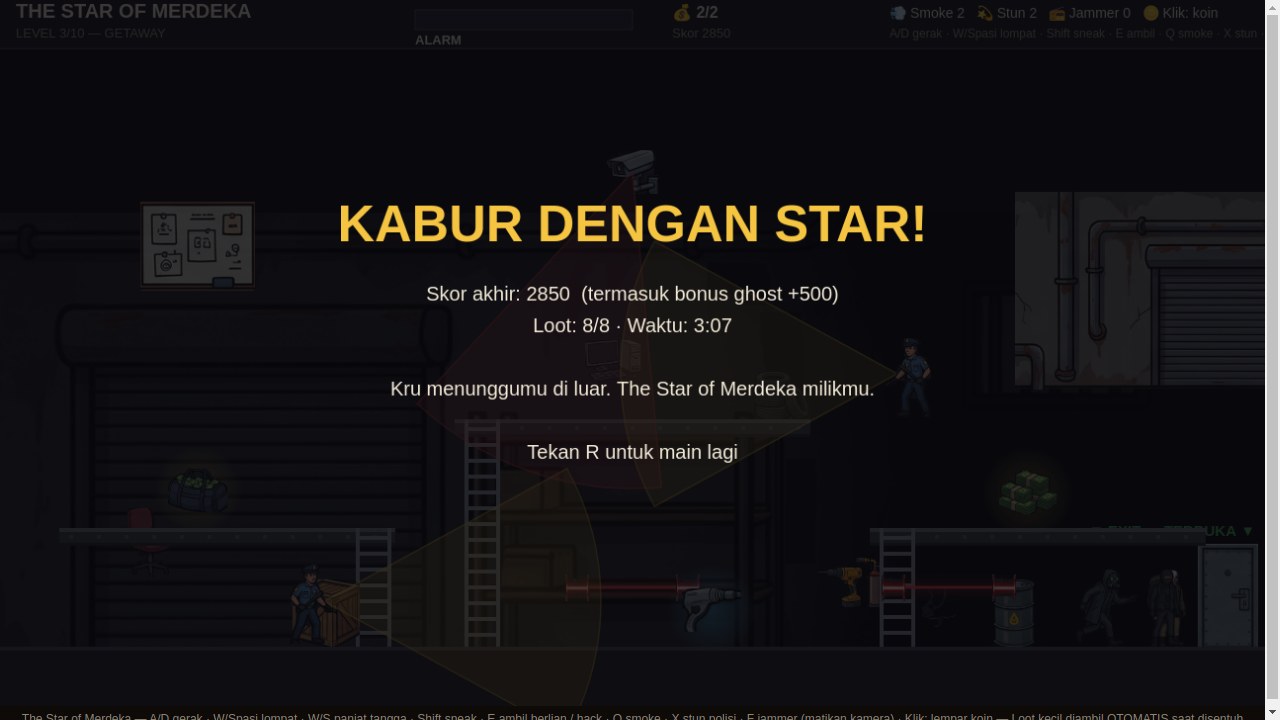 THE STAR OF MERDEKA
LEVEL 3/10 — GETAWAY
ALARM
💰 2/2
Skor 2850
💨 Smoke 2 💫 Stun 2 📻 Jammer 0 🟡 Klik: koin
A/D gerak · W/Spasi lompat · Shift sneak · E ambil · Q smoke · X stun
KABUR DENGAN STAR!
Skor akhir: 2850 (termasuk bonus ghost +500)
Loot: 8/8 · Waktu: 3:07
Kru menunggumu di luar. The Star of Merdeka milikmu.
Tekan R untuk main lagi
EXIT — TERBUKA ▼
The Star of Merdeka — A/D gerak · W/Spasi lompat · W/S panjat tangga · Shift sneak · E ambil berlian / hack · Q smoke · X stun polisi · F jammer (matikan kamera) · Klik: lempar koin — Loot kecil diambil OTOMATIS saat disentuh